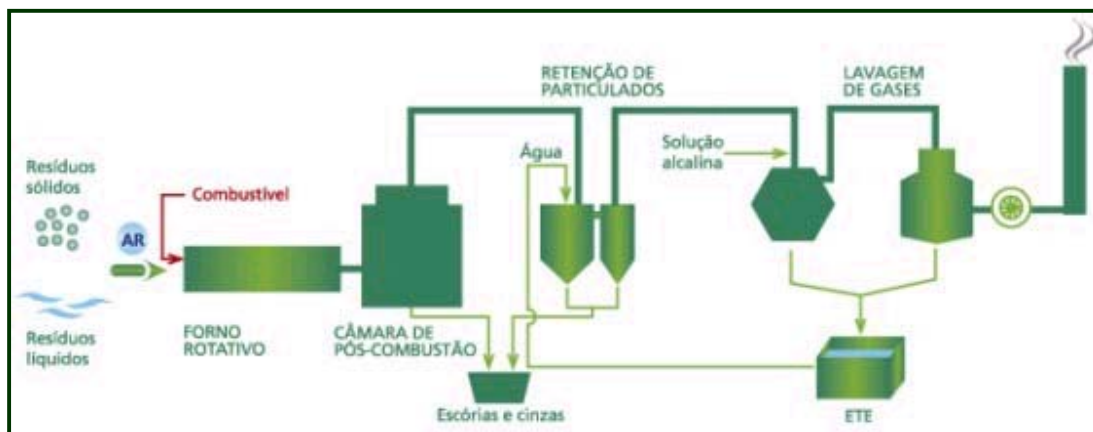 RETENÇÃO DE
PARTICULADOS
LAVAGEM
DE GASES
Água
Solução
alcalina
Resíduos
sólidos
Combustível
AR
Resíduos
líquidos
FORNO
ROTATIVO
CÂMARA DE
PÓS-COMBUSTÃO
Escórias e cinzas
ETE